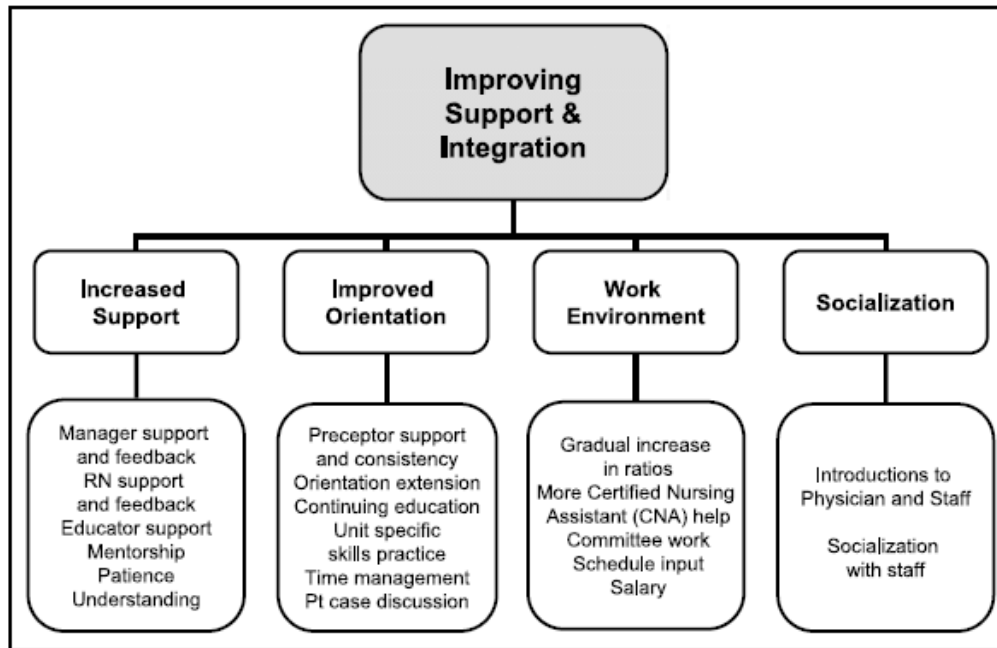 Improving
Support &
Integration
Increased
Support
Improved
Orientation
Work
Environment
Socialization
Manager support
and feedback
RN support
and feedback
Educator support
Mentorship
Patience
Understanding
Preceptor support
and consistency
Orientation extension
Continuing education
Unit specific
skills practice
Time management
Pt case discussion
Gradual increase
in ratios
More Certified Nursing
Assistant (CNA) help
Committee work
Schedule input
Salary
Introductions to
Physician and Staff
Socialization
with staff